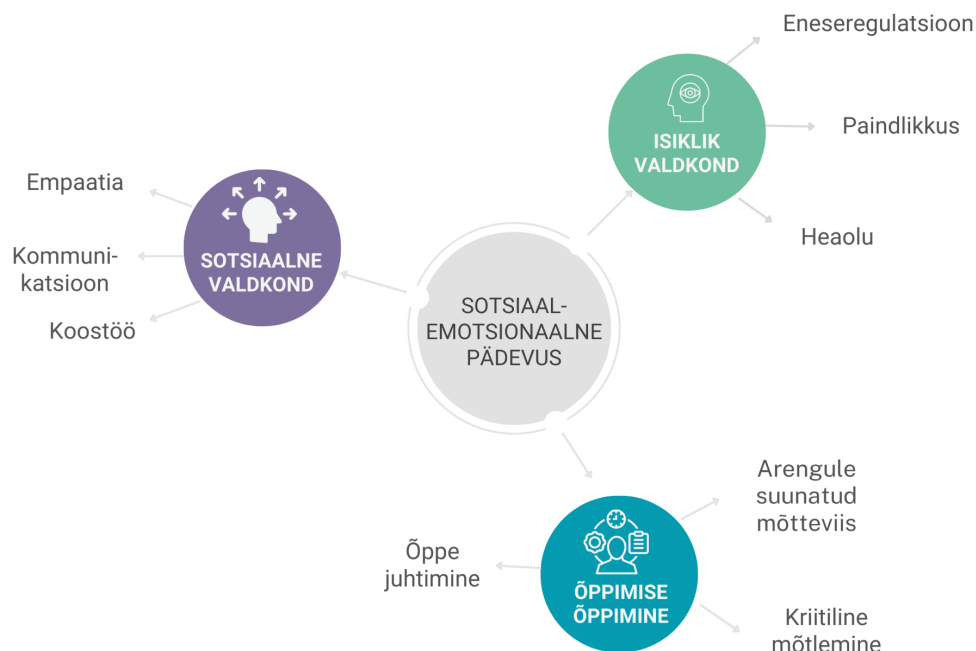 Eneseregulatsioon
ISIKLIK
VALDKOND
Paindlikkus
Heaolu
Empaatia
Kommuni-
katsioon
Koostöö
SOTSIAALNE
VALDKOND
SOTSIAAL-
EMOTSIONAALNE
PÄDEVUS
Arengule
suunatud
mõtteviis
Õppe
juhtimine
ÕPPIMISE
ÕPPIMINE
Kriitiline
mõtlemine